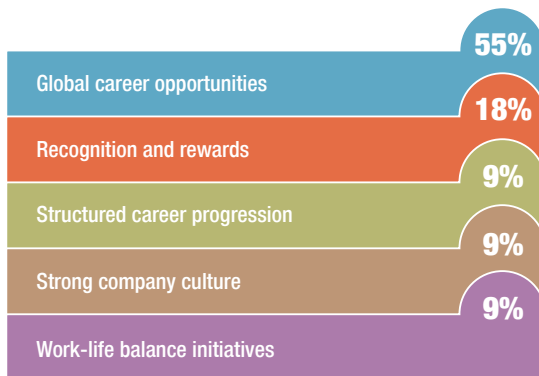 55%
Global career opportunities
18%
Recognition and rewards
9%
Structured career progression
9%
Strong company culture
9%
Work-life balance initiatives